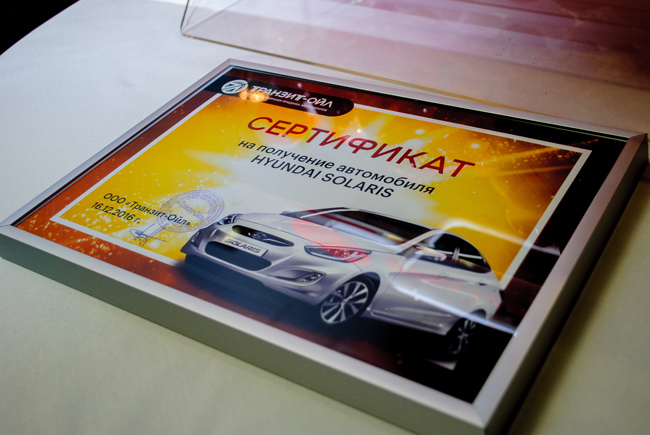 ТРАНЗИТ-ОЙЛ
СЕРТИФИКАТ
на получение автомобиля
HYUNDAI SOLARIS
ООО «Транзит-Ойл»
16.12.2016 г.
SOLARIS